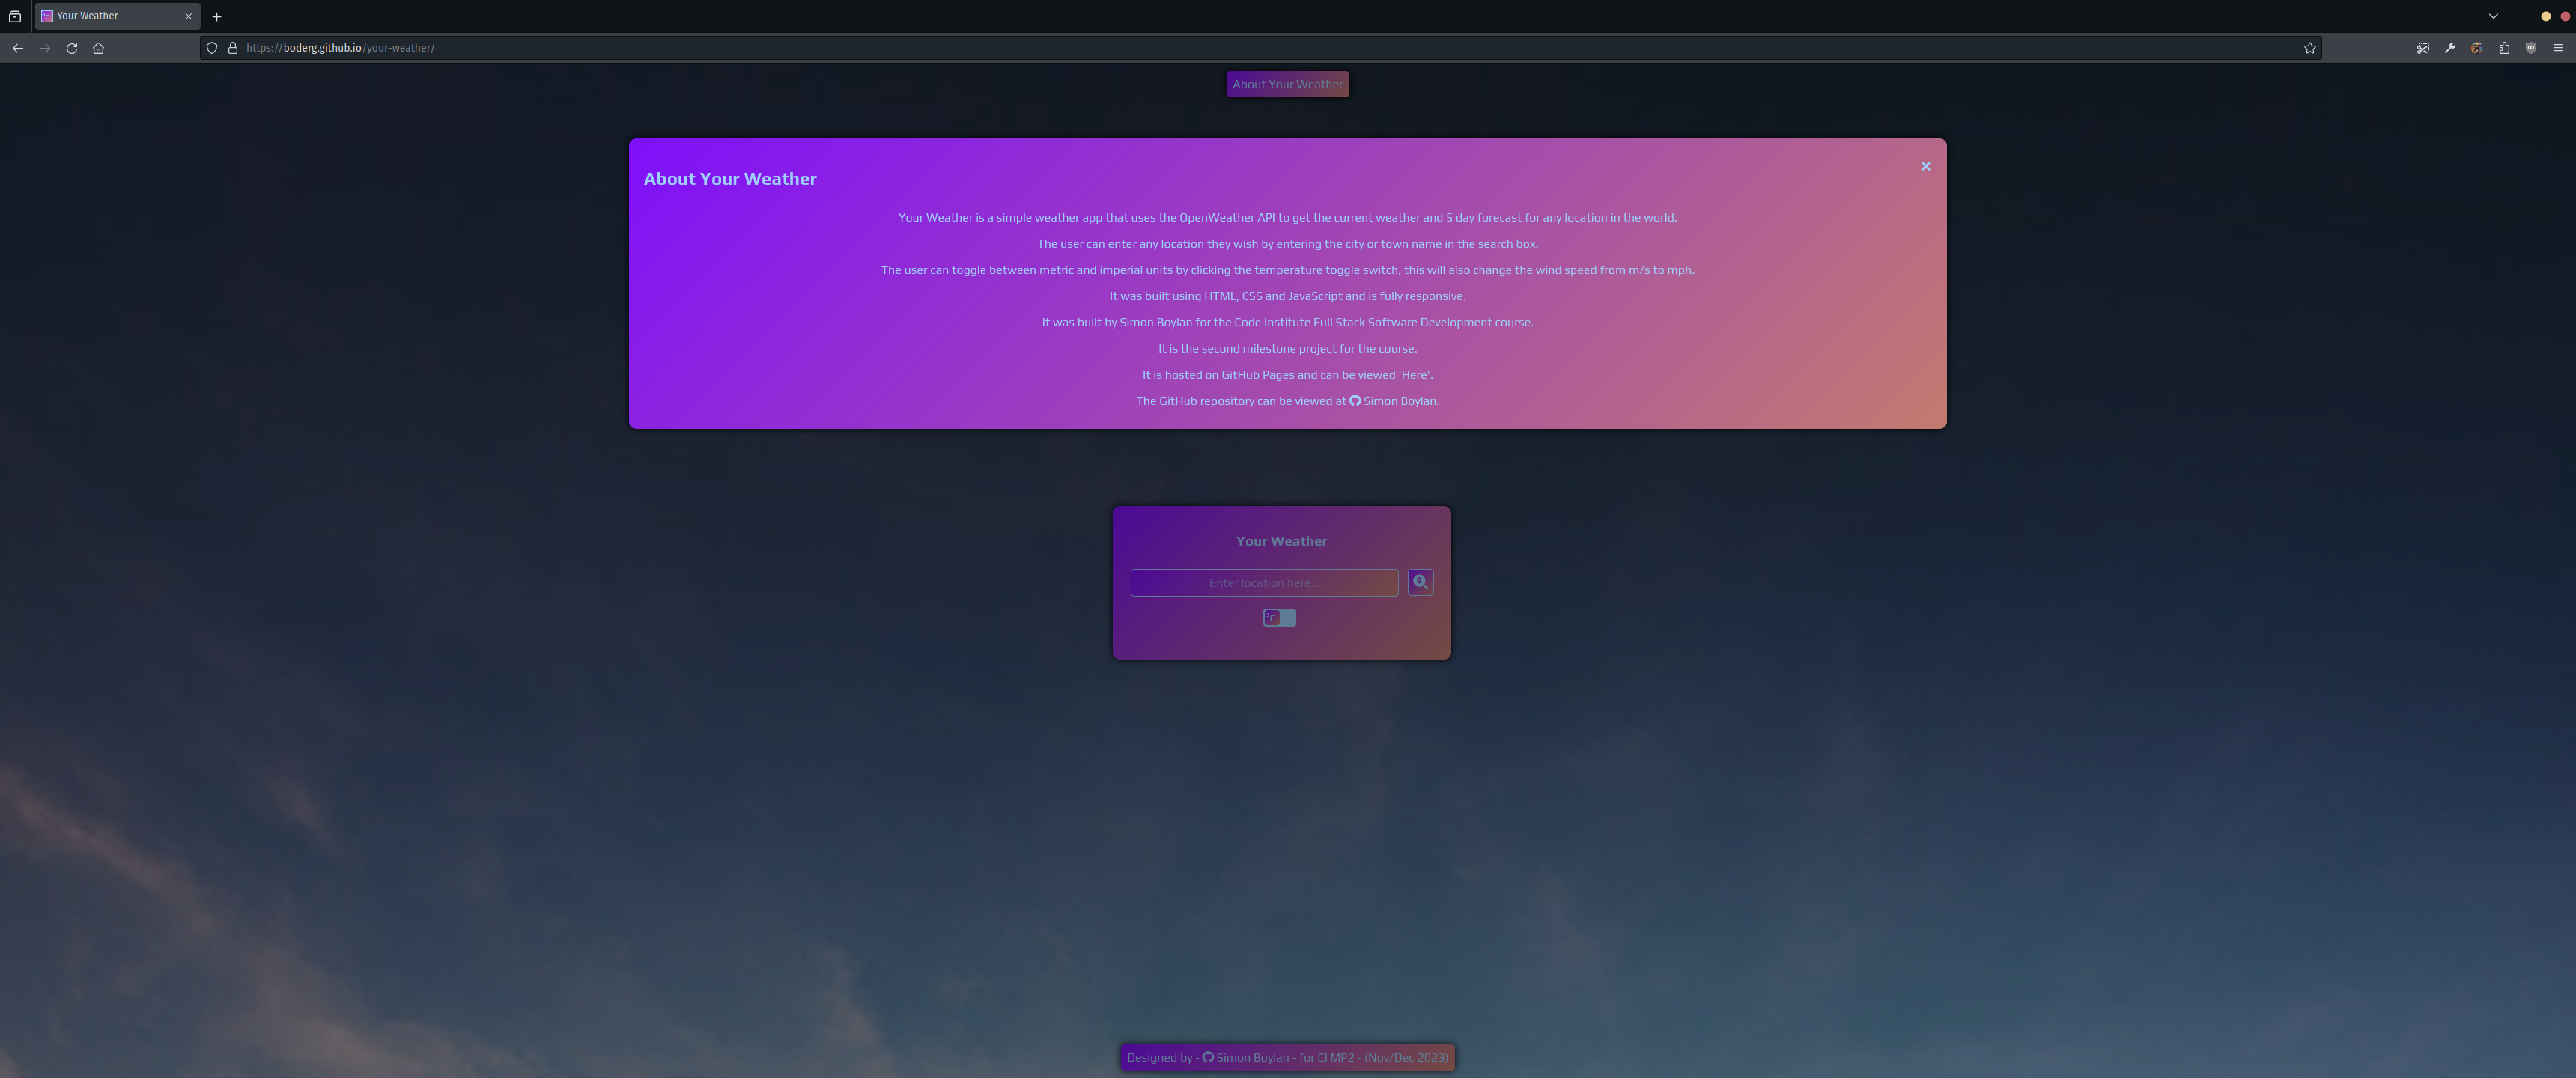 Your Weather
https://boderg.github.io/your-weather/
About Your Weather
About Your Weather
×
Your Weather is a simple weather app that uses the OpenWeather API to get the current weather and 5 day forecast for any location in the world.
The user can enter any location they wish by entering the city or town name in the search box.
The user can toggle between metric and imperial units by clicking the temperature toggle switch, this will also change the wind speed from m/s to mph.
It was built using HTML, CSS and JavaScript and is fully responsive.
It was built by Simon Boylan for the Code Institute Full Stack Software Development course.
It is the second milestone project for the course.
It is hosted on GitHub Pages and can be viewed 'Here'.
The GitHub repository can be viewed at Simon Boylan.
Your Weather
Enter location here...
°C
Designed by - Simon Boylan - for CI MP2 - (Nov/Dec 2023)